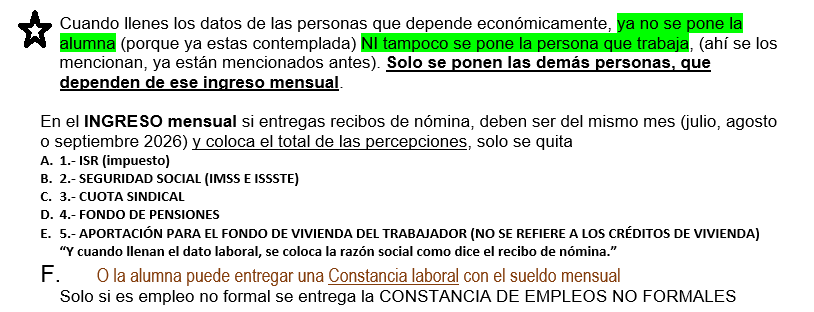 Cuando llenes los datos de las personas que depende económicamente, ya no se pone la
alumna (porque ya estas contemplada) NI tampoco se pone la persona que trabaja, (ahí se los
mencionan, ya están mencionados antes). Solo se ponen las demás personas, que
dependen de ese ingreso mensual.
En el INGRESO mensual si entregas recibos de nómina, deben ser del mismo mes (julio, agosto
o septiembre 2026) y coloca el total de las percepciones, solo se quita
A. 1.- ISR (impuesto)
B. 2.- SEGURIDAD SOCIAL (IMSS E ISSSTE)
C. 3.- CUOTA SINDICAL
D. 4.- FONDO DE PENSIONES
E. 5.- APORTACIÓN PARA EL FONDO DE VIVIENDA DEL TRABAJADOR (NO SE REFIERE A LOS CRÉDITOS DE VIVIENDA)
“Y cuando llenan el dato laboral, se coloca la razón social como dice el recibo de nómina.”
F. O la alumna puede entregar una Constancia laboral con el sueldo mensual
Solo si es empleo no formal se entrega la CONSTANCIA DE EMPLEOS NO FORMALES